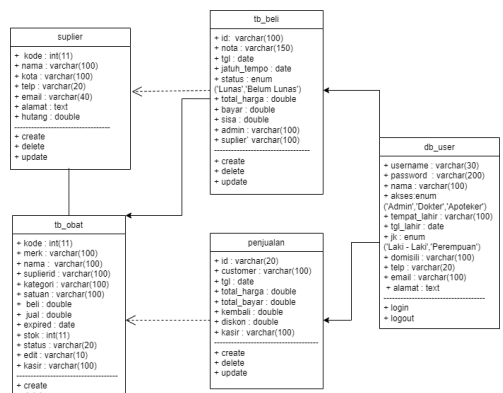 suplier
+ kode : int(11)
+ nama : varchar(100)
+ kota : varchar(100)
+ telp : varchar(20)
+ email : varchar(40)
+ alamat : text
+ hutang : double
-------------------------------
+ create
+ delete
+ update
tb_beli
+ id: varchar(100)
+ nota : varchar(150)
+ tgl : date
+ jatuh_tempo : date
+ status : enum
('Lunas','Belum Lunas')
+ total_harga : double
+ bayar : double
+ sisa : double
+ admin : varchar(100)
+ suplier` varchar(100)
-------------------------------
+ create
+ delete
+ update
db_user
+ username : varchar(30)
+ password : varchar(200)
+ nama : varchar(100)
+ akses:enum
('Admin','Dokter','Apoteker')
+ tempat_lahir : varchar(100)
+ tgl_lahir : date
+ jk : enum
('Laki - Laki','Perempuan')
+ domisili : varchar(100)
+ telp : varchar(20)
+ email : varchar(100)
+ alamat : text
-------------------------------
+ login
+ logout
tb_obat
+ kode : int(11)
+ merk : varchar(100)
+ nama : varchar(100)
+ suplierid : varchar(100)
+ kategori : varchar(100)
+ satuan : varchar(100)
+ beli : double
+ jual : double
+ expired : date
+ stok : int(11)
+ status : varchar(20)
+ edit : varchar(10)
+ kasir : varchar(100)
-------------------------------
+ create
penjualan
+ id : varchar(20)
+ customer : varchar(100)
+ tgl : date
+ total_harga : double
+ total_bayar : double
+ kembali : double
+ diskon : double
+ kasir : varchar(100)
-------------------------------
+ create
+ delete
+ update